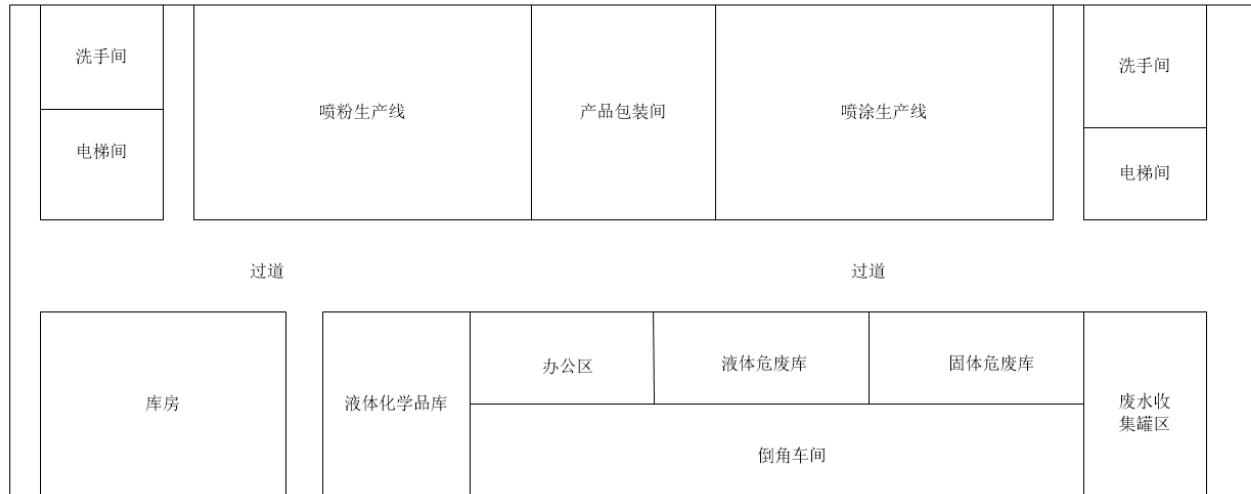 洗手间
电梯间
喷粉生产线
产品包装间
喷涂生产线
洗手间
电梯间
过道
过道
库房
液体化学品库
办公区
液体危废库
固体危废库
倒角车间
废水收
集罐区